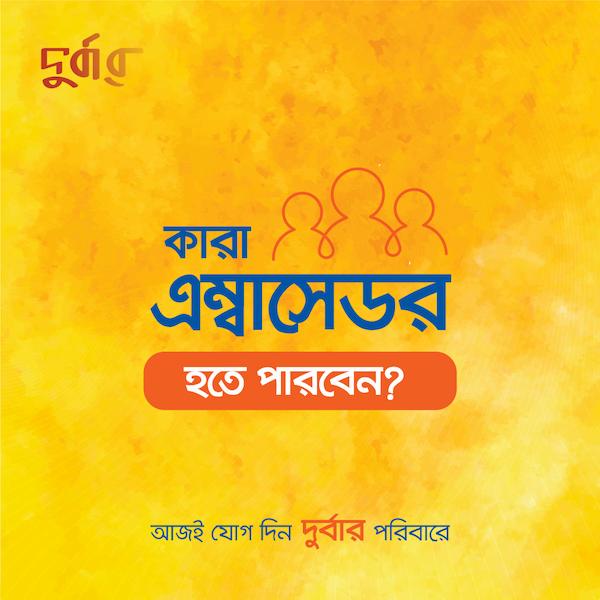 দুর্বার
কারা
এম্বাসেডর
হতে পারবেন?
আজই যোগ দিন দুর্বার পরিবারে